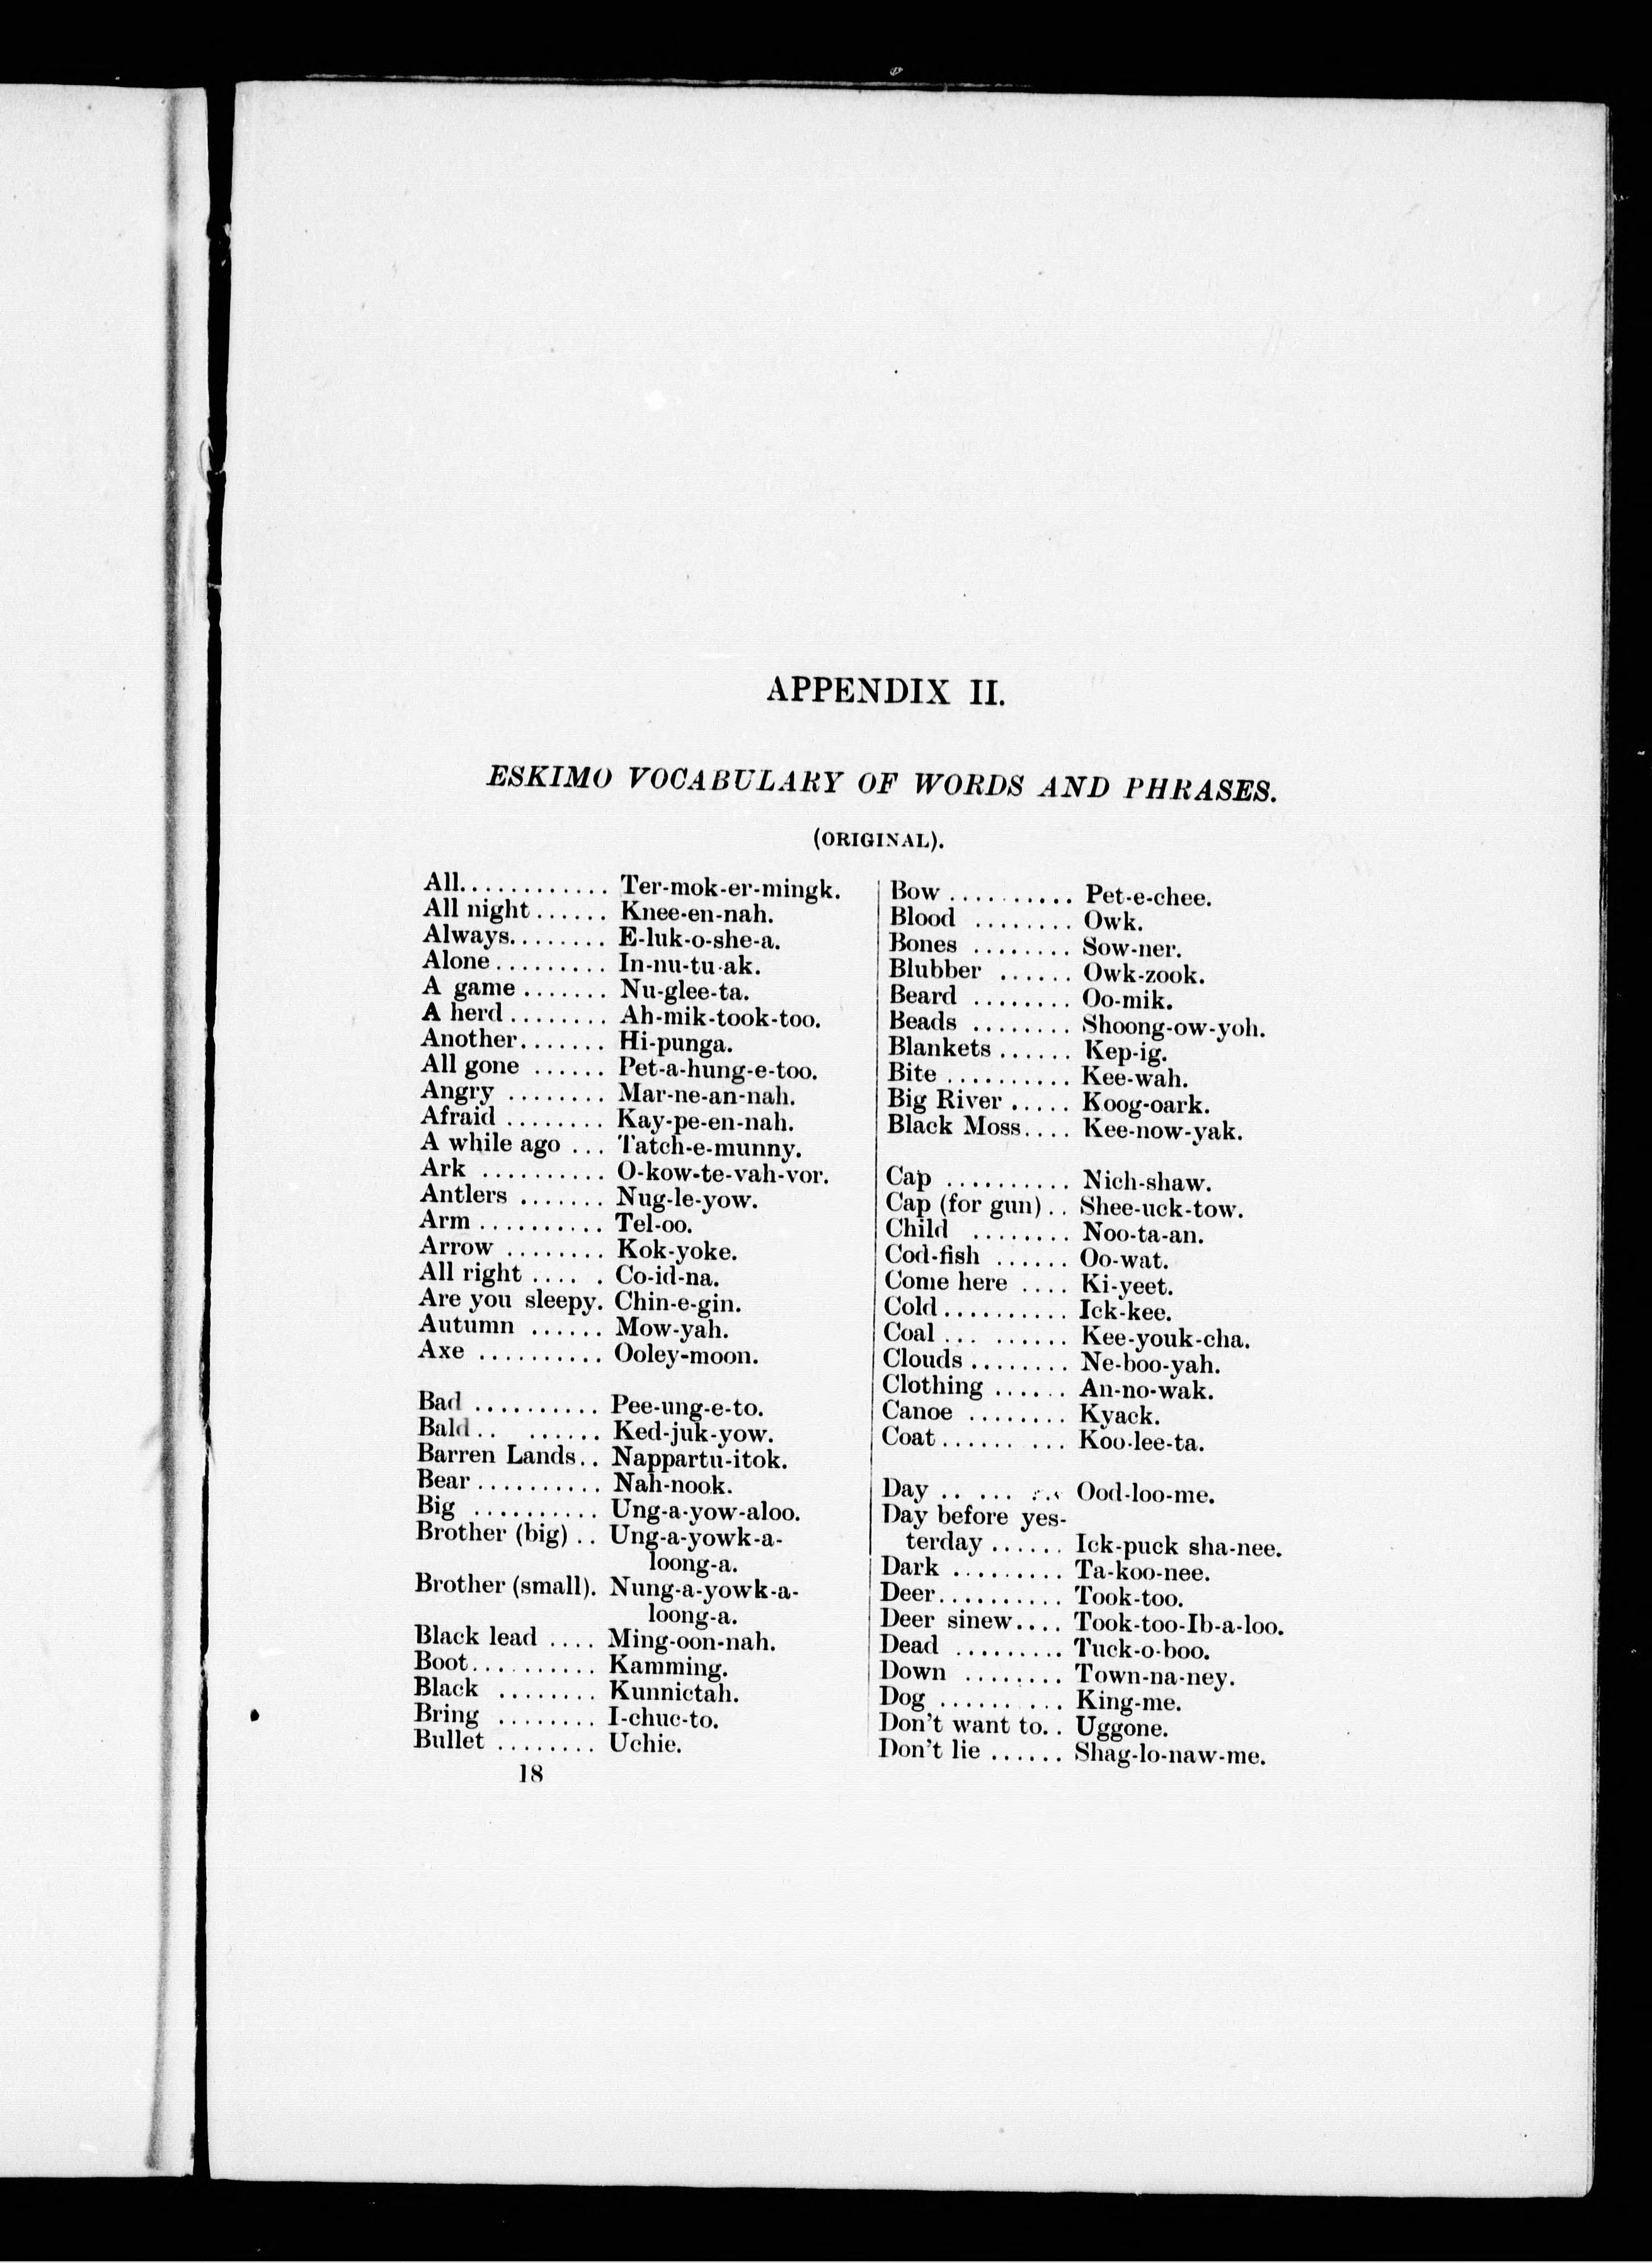 APPENDIX II.
ESKIMO VOCABULARY OF WORDS AND PHRASES.
(ORIGINAL).
All............ Ter-mok-er-mingk.
All night...... Knee-en-nah.
Always........ E-luk-o-she-a.
Alone......... In-nu-tu-ak.
A game....... Nu-glee-ta.
A herd........ Ah-mik-took-too.
Another....... Hi-punga.
All gone ...... Pet-a-hung-e-too.
Angry ........ Mar-ne-an-nah.
Afraid ........ Kay-pe-en-nah.
A while ago ... Tatch-e-munny.
Ark .......... O-kow-te-vah-vor.
Antlers ....... Nug-le-yow.
Arm .......... Tel-oo.
Arrow ........ Kok-yoke.
All right .... . Co-id-na.
Are you sleepy. Chin-e-gin.
Autumn ...... Mow-yah.
Axe .......... Ooley-moon.
Bad .......... Pee-ung-e-to.
Bald.. ...... Ked-juk-yow.
Barren Lands.. Nappartu-itok.
Bear.......... Nah-nook.
Big .......... Ung-a-yow-aloo.
Brother (big) .. Ung-a-yowk-a-
loong-a.
Brother (small). Nung-a-yowk-a-
loong-a.
Black lead .... Ming-oon-nah.
Boot.......... Kamming.
Black ........ Kunnictah.
Bring ........ I-chuc-to.
Bullet ........ Uchie.
18
Bow .......... Pet-e-chee.
Blood ........ Owk.
Bones ........ Sow-ner.
Blubber ...... Owk-zook.
Beard ........ Oo-mik.
Beads ........ Shoong-ow-yoh.
Blankets ...... Kep-ig.
Bite .......... Kee-wah.
Big River ..... Koog-oark.
Black Moss.... Kee-now-yak.
Cap .......... Nich-shaw.
Cap (for gun).. Shee-uck-tow.
Child ........ Noo-ta-an.
Cod-fish ...... Oo-wat.
Come here .... Ki-yeet.
Cold.......... Ick-kee.
Coal ... ...... Kee-youk-cha.
Clouds ........ Ne-boo-yah.
Clothing ...... An-no-wak.
Canoe ........ Kyack.
Coat...... ... Koo-lee-ta.
Day .. ... ... Ood-loo-me.
Day before yes-
terday ...... Ick-puck sha-nee.
Dark ......... Ta-koo-nee.
Deer.......... Took-too.
Deer sinew.... Took-too-Ib-a-loo.
Dead ......... Tuck-o-boo.
Down ........ Town-na-ney.
Dog ...... ... King-me.
Don't want to.. Uggone.
Don't lie ...... Shag-lo-naw-me.